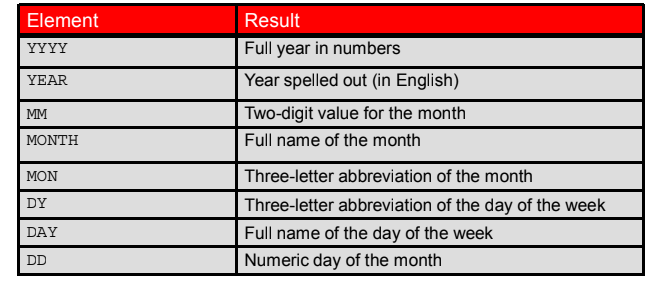 Element Result
YYYY Full year in numbers
YEAR Year spelled out (in English)
MM Two-digit value for the month
MONTH Full name of the month
MON Three-letter abbreviation of the month
DY Three-letter abbreviation of the day of the week
DAY Full name of the day of the week
DD Numeric day of the month